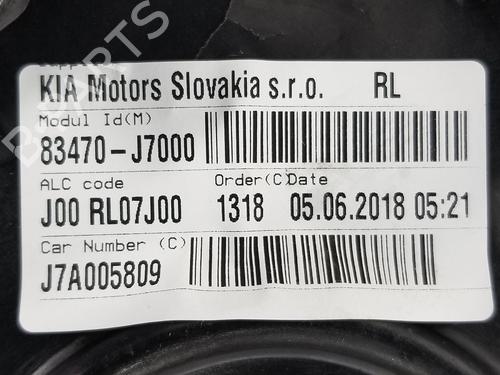 KIA Motors Slovakia s.r.o. RL
Modul Id(M)
83470-J7000
ALC code Order(C)Date
J00 RL07J00 1318 05.06.2018 05:21
Car Number (C)
J7A005809